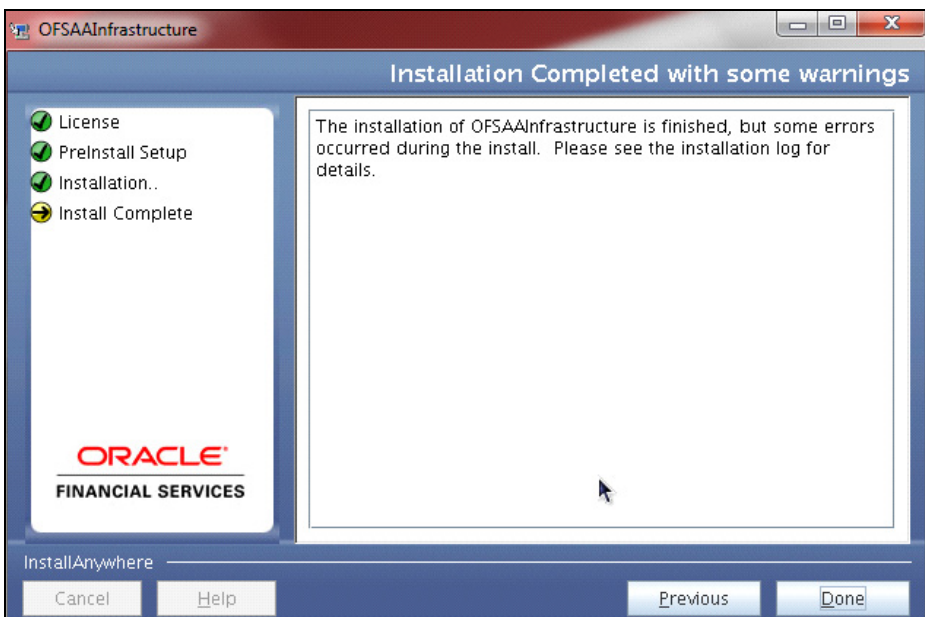 OFSAAInfrastructure
Installation Completed with some warnings
License
PreInstall Setup
Installation..
Install Complete
The installation of OFSAAInfrastructure is finished, but some errors
occurred during the install.  Please see the installation log for
details.
ORACLE
FINANCIAL SERVICES
InstallAnywhere
Cancel
Help
Previous
Done